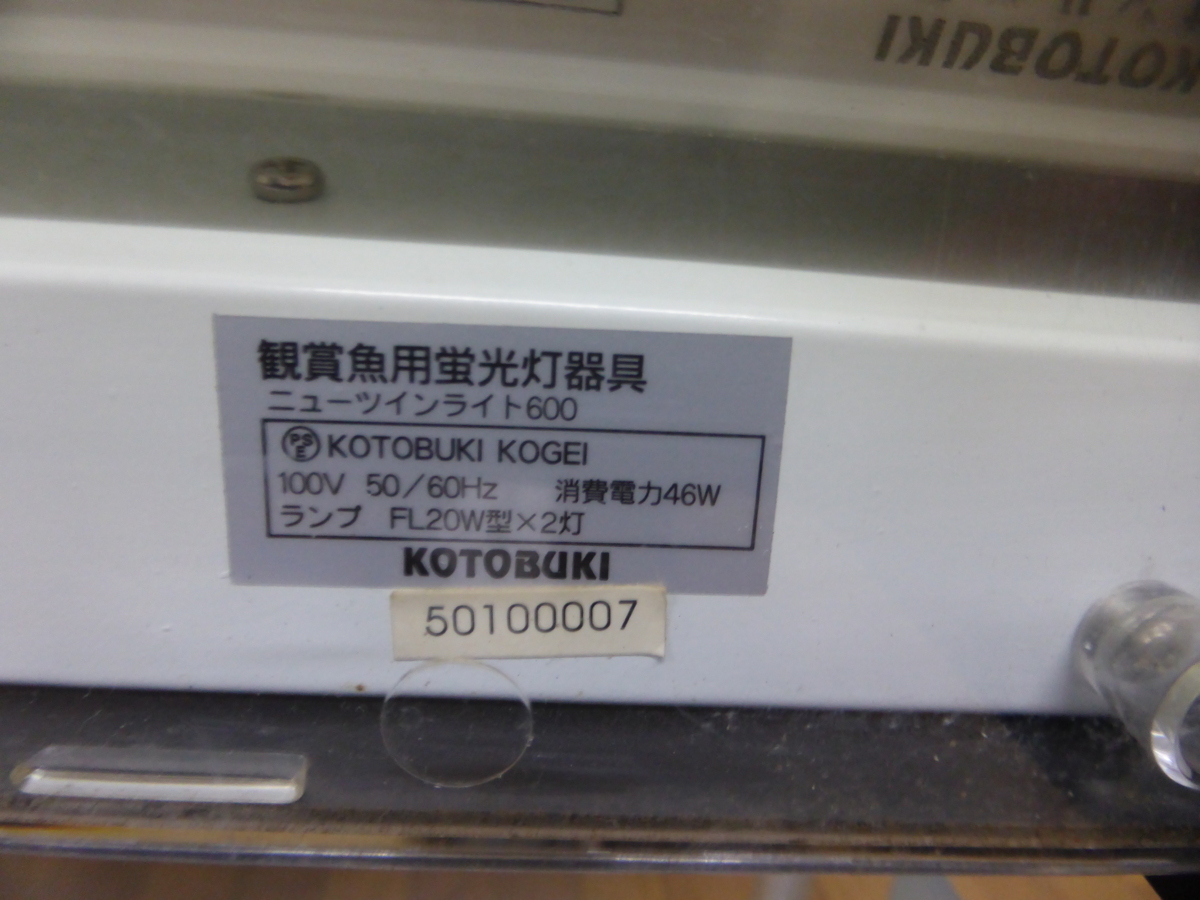 KOTOBUKI
観賞魚用蛍光灯器具
ニューツインライト600
PSE KOTOBUKI KOGEI
100V 50/60Hz 消費電力46W
ランプ FL20W型×2灯
KOTOBUKI
50100007